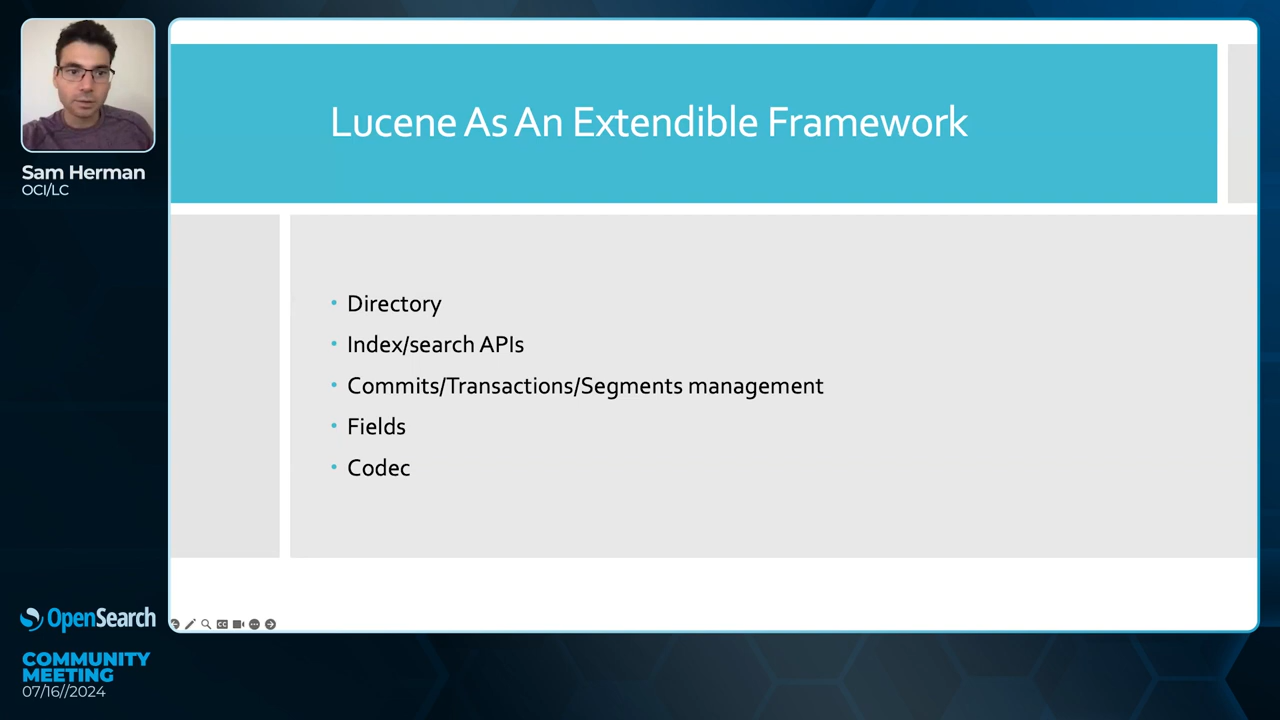 Sam Herman
OCI/LC
Lucene As An Extendible Framework
• Directory
• Index/search APIs
• Commits/Transactions/Segments management
• Fields
• Codec
OpenSearch
COMMUNITY
MEETING
07/16//2024